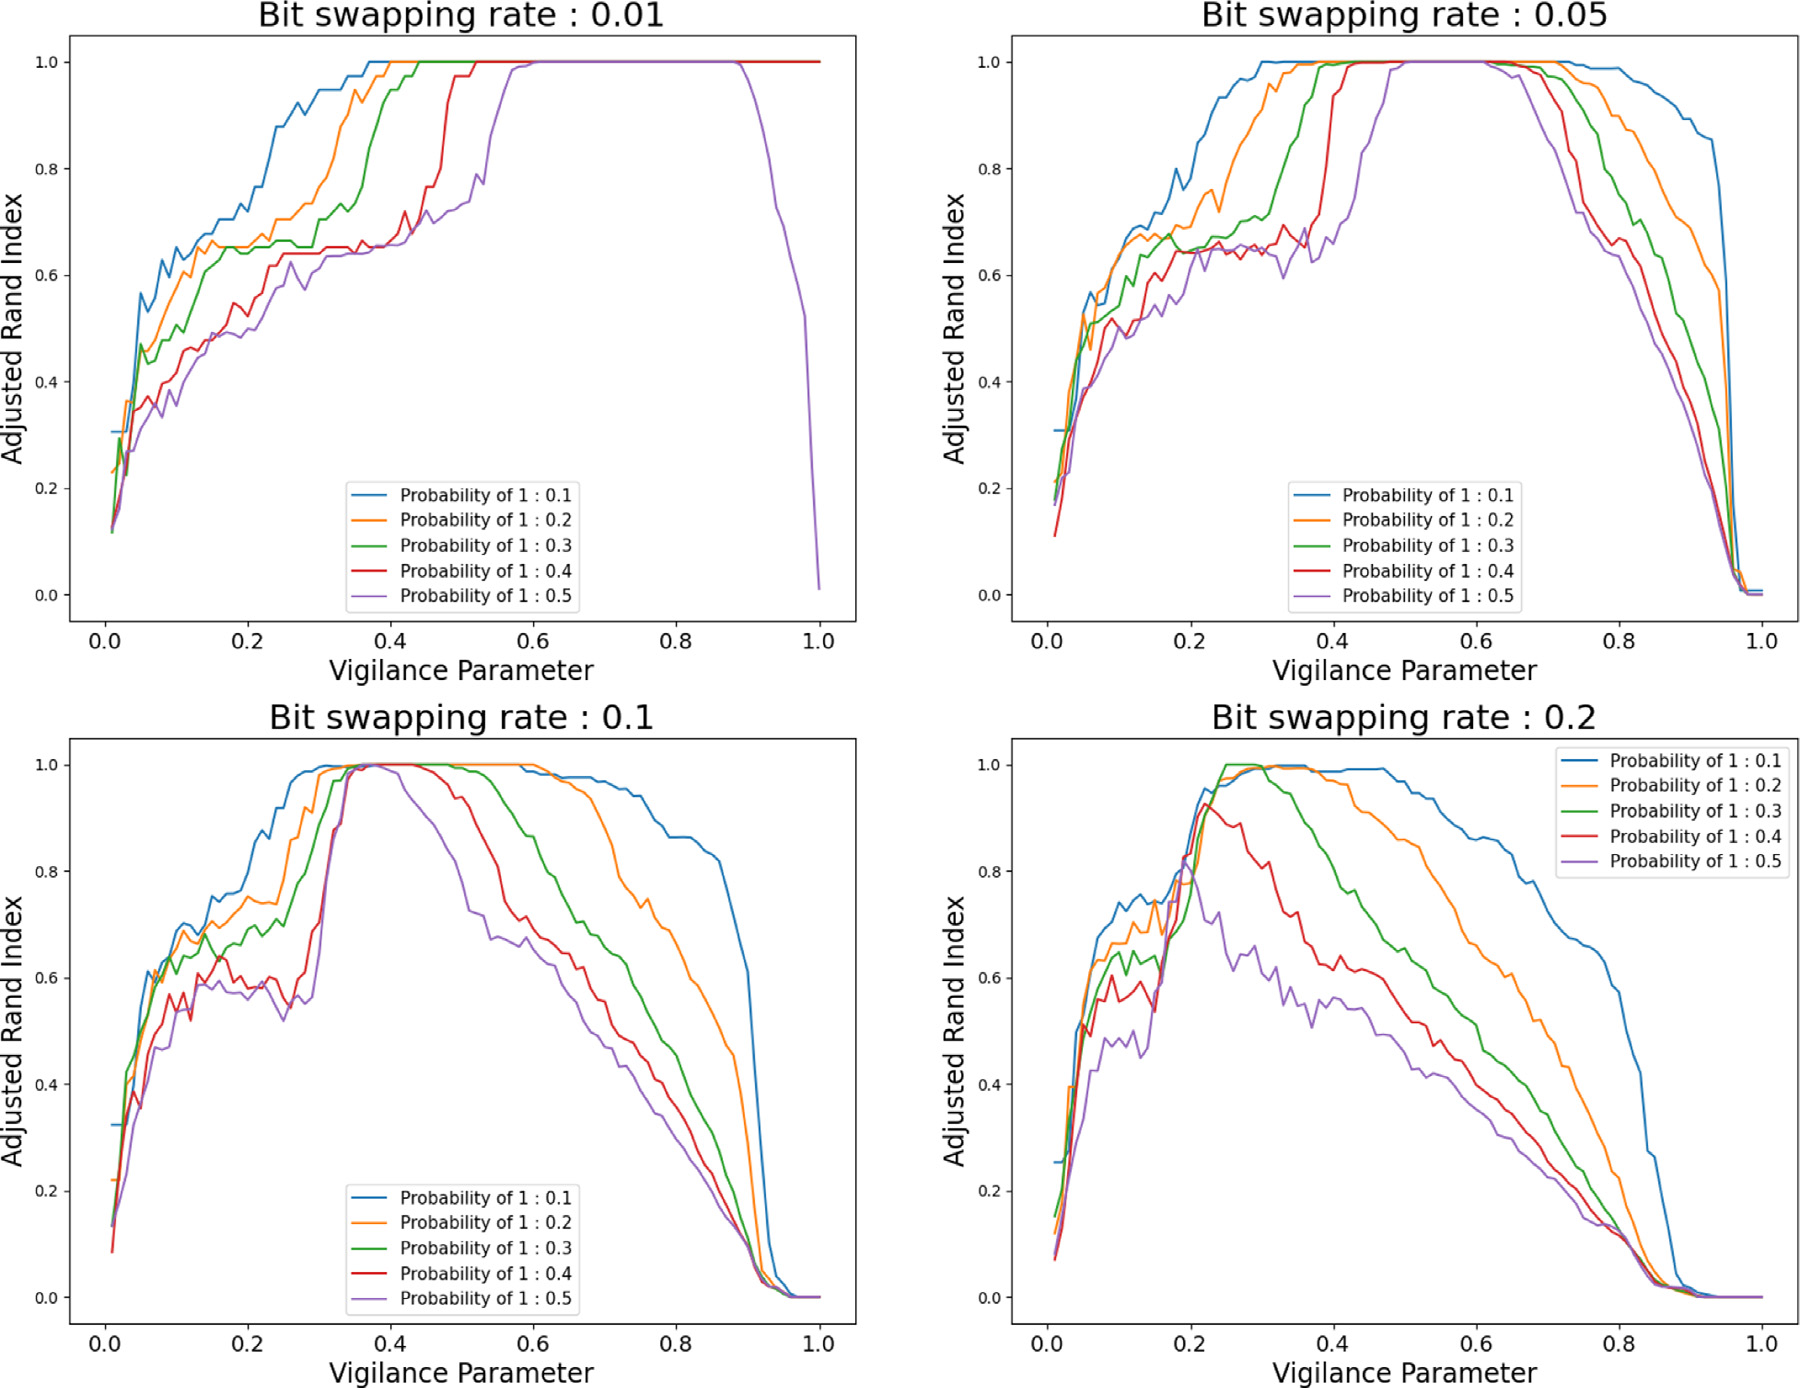 Bit swapping rate : 0.01
Adjusted Rand Index
1.0
0.8
0.6
0.4
0.2
0.0
Probability of 1 : 0.1
Probability of 1 : 0.2
Probability of 1 : 0.3
Probability of 1 : 0.4
Probability of 1 : 0.5
0.0 0.2 0.4 0.6 0.8 1.0
Vigilance Parameter
Bit swapping rate : 0.05
Adjusted Rand Index
1.0
0.8
0.6
0.4
0.2
0.0
Probability of 1 : 0.1
Probability of 1 : 0.2
Probability of 1 : 0.3
Probability of 1 : 0.4
Probability of 1 : 0.5
0.0 0.2 0.4 0.6 0.8 1.0
Vigilance Parameter
Bit swapping rate : 0.1
Adjusted Rand Index
1.0
0.8
0.6
0.4
0.2
0.0
Probability of 1 : 0.1
Probability of 1 : 0.2
Probability of 1 : 0.3
Probability of 1 : 0.4
Probability of 1 : 0.5
0.0 0.2 0.4 0.6 0.8 1.0
Vigilance Parameter
Bit swapping rate : 0.2
Adjusted Rand Index
1.0
0.8
0.6
0.4
0.2
0.0
Probability of 1 : 0.1
Probability of 1 : 0.2
Probability of 1 : 0.3
Probability of 1 : 0.4
Probability of 1 : 0.5
0.0 0.2 0.4 0.6 0.8 1.0
Vigilance Parameter